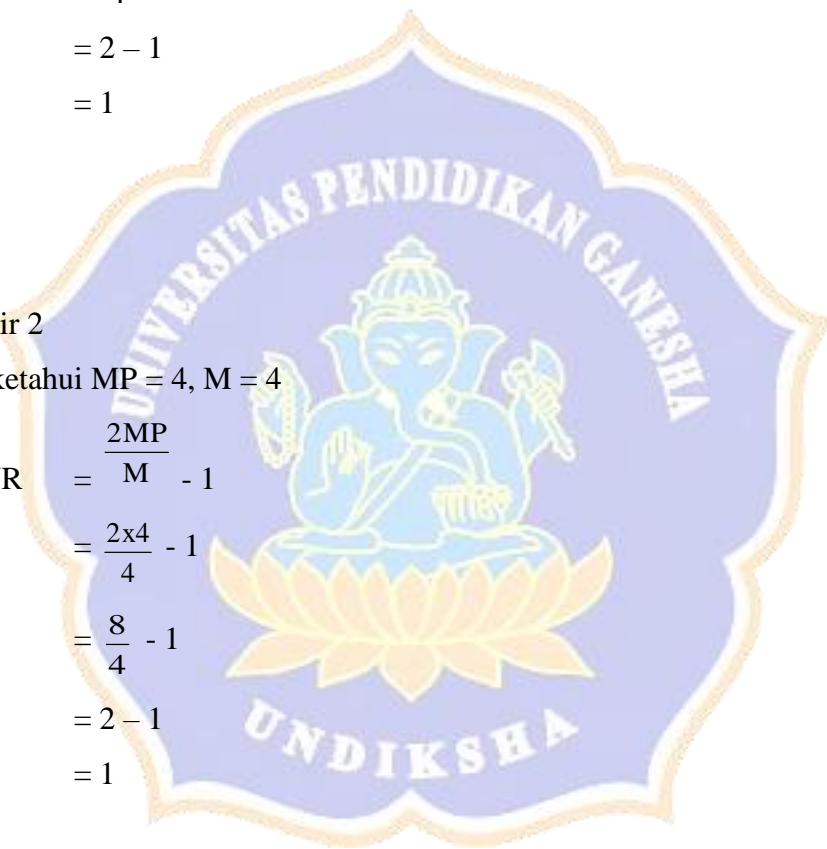 = 2 – 1
= 1
UNIVERSITAS PENDIDIKAN GANESHA
ir 2
ketahui MP = 4, M = 4
R = 2MP/M - 1
= 2x4/4 - 1
= 8/4 - 1
= 2 – 1
= 1
UNDIKSHA